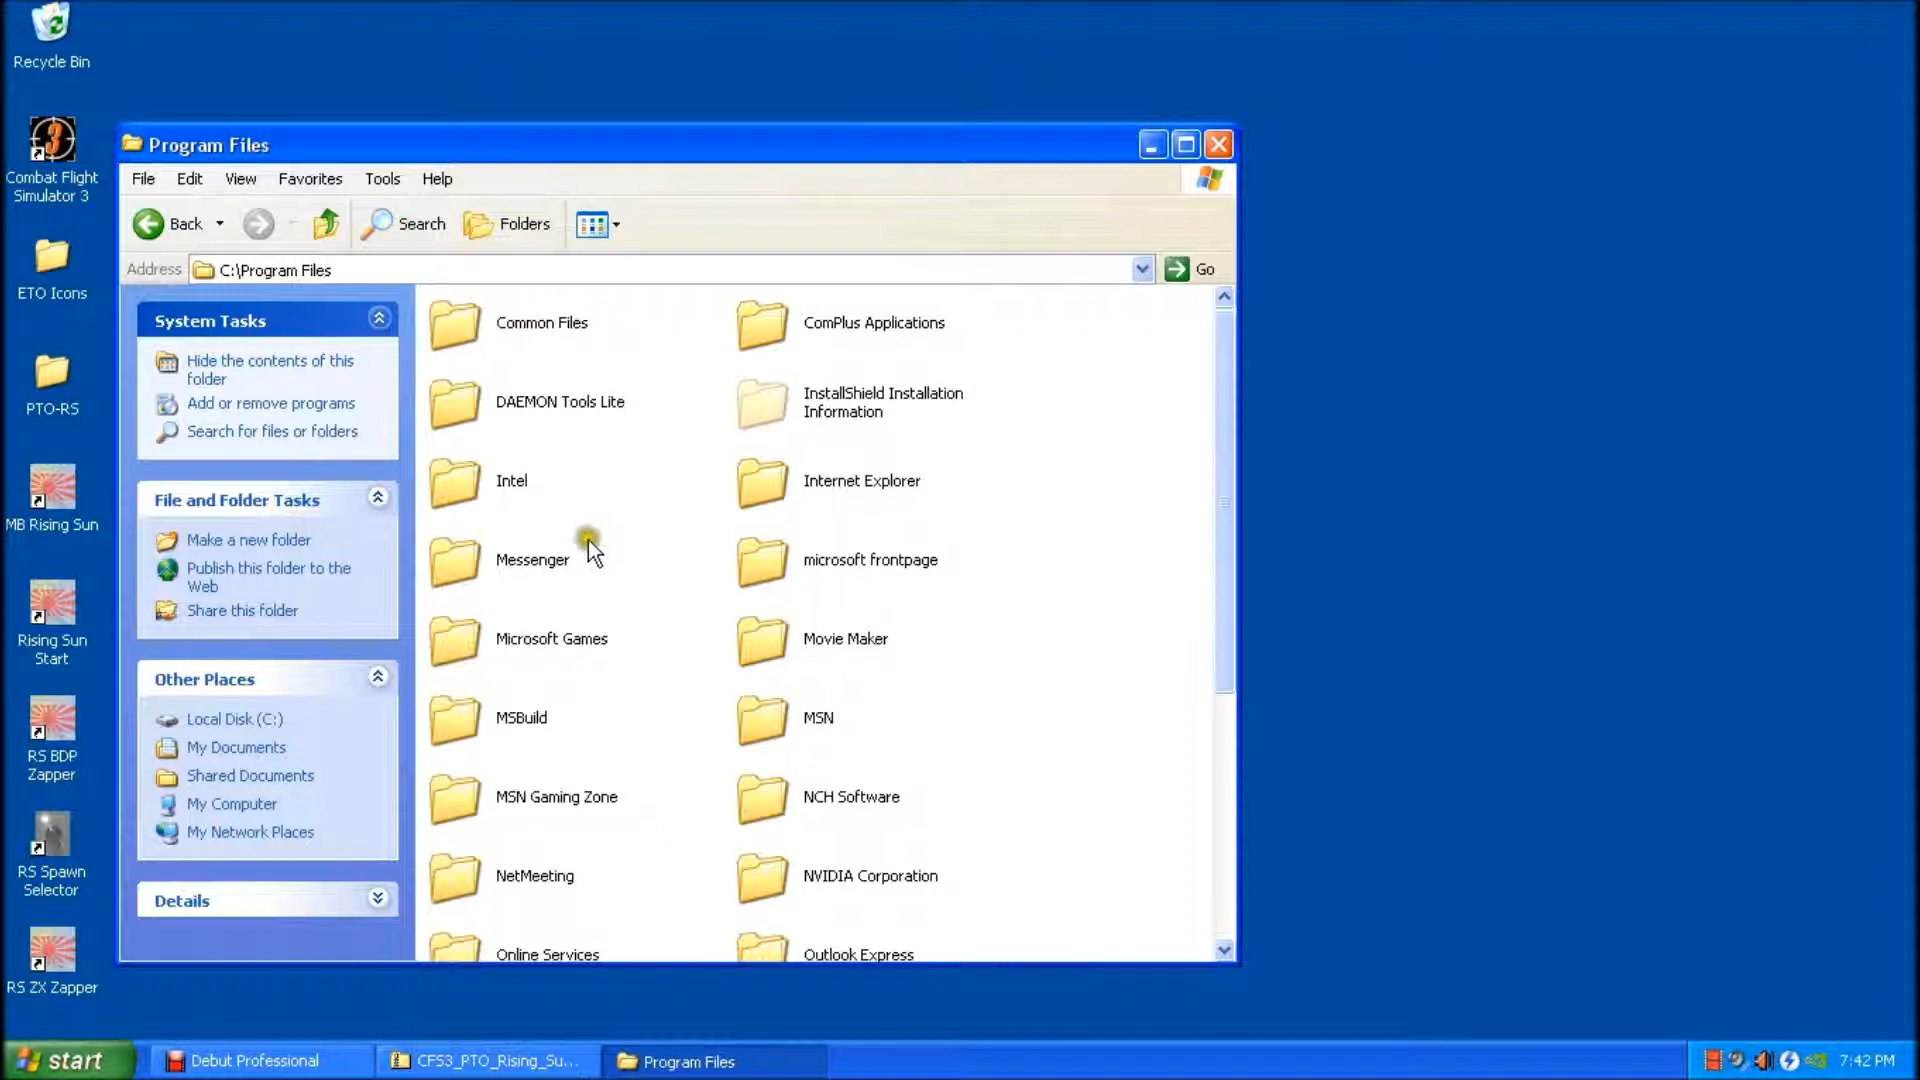 Recycle Bin
Combat Flight
Simulator 3
ETO Icons
PTO-RS
MB Rising Sun
Rising Sun
Start
RS BDP
Zapper
RS Spawn
Selector
RS ZX Zapper
Program Files
File Edit View Favorites Tools Help
Back Search Folders
Address C:\Program Files Go
System Tasks
Hide the contents of this
folder
Add or remove programs
Search for files or folders
File and Folder Tasks
Make a new folder
Publish this folder to the
Web
Share this folder
Other Places
Local Disk (C:)
My Documents
Shared Documents
My Computer
My Network Places
Details
Common Files
ComPlus Applications
DAEMON Tools Lite
InstallShield Installation
Information
Intel
Internet Explorer
Messenger
microsoft frontpage
Microsoft Games
Movie Maker
MSBuild
MSN
MSN Gaming Zone
NCH Software
NetMeeting
NVIDIA Corporation
Online Services
Outlook Express
start
Debut Professional
CFS3_PTO_Rising_Su...
Program Files
7:42 PM